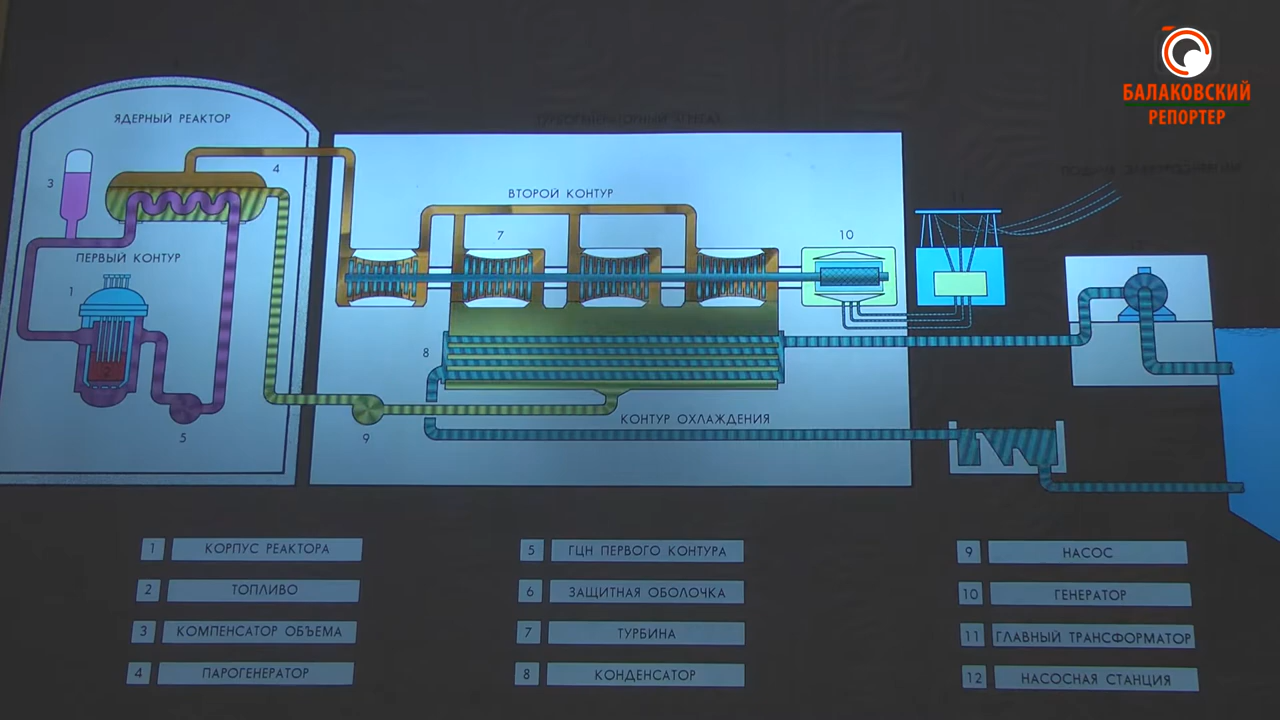 БАЛАКОВСКИЙ
РЕПОРТЕР
ЯДЕРНЫЙ РЕАКТОР
3
4
ПЕРВЫЙ КОНТУР
1
2
5
ВТОРОЙ КОНТУР
7
10
8
9
КОНТУР ОХЛАЖДЕНИЯ
1 КОРПУС РЕАКТОРА
2 ТОПЛИВО
3 КОМПЕНСАТОР ОБЪЕМА
4 ПАРОГЕНЕРАТОР
5 ГЦН ПЕРВОГО КОНТУРА
6 ЗАЩИТНАЯ ОБОЛОЧКА
7 ТУРБИНА
8 КОНДЕНСАТОР
9 НАСОС
10 ГЕНЕРАТОР
11 ГЛАВНЫЙ ТРАНСФОРМАТОР
12 НАСОСНАЯ СТАНЦИЯ